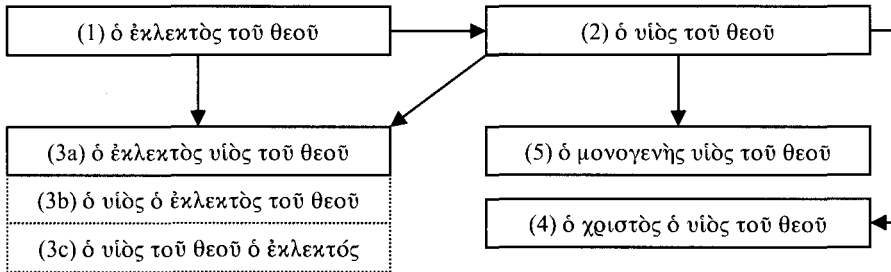 (1) ὁ ἐκλεκτὸς τοῦ θεοῦ
(2) ὁ υἱὸς τοῦ θεοῦ
(3a) ὁ ἐκλεκτὸς υἱὸς τοῦ θεοῦ
(5) ὁ μονογενὴς υἱὸς τοῦ θεοῦ
(3b) ὁ υἱὸς ὁ ἐκλεκτὸς τοῦ θεοῦ
(4) ὁ χριστὸς ὁ υἱὸς τοῦ θεοῦ
(3c) ὁ υἱὸς τοῦ θεοῦ ὁ ἐκλεκτός